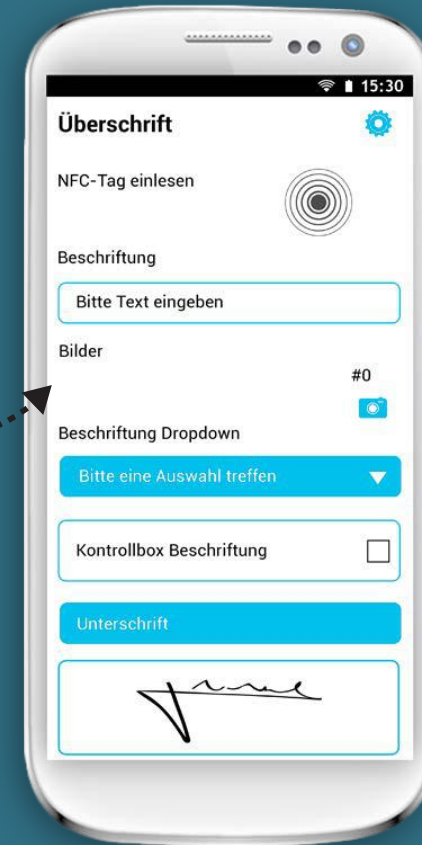 15:30
Überschrift
NFC-Tag einlesen
Beschriftung
Bitte Text eingeben
Bilder
#0
Beschriftung Dropdown
Bitte eine Auswahl treffen
Kontrollbox Beschriftung
Unterschrift